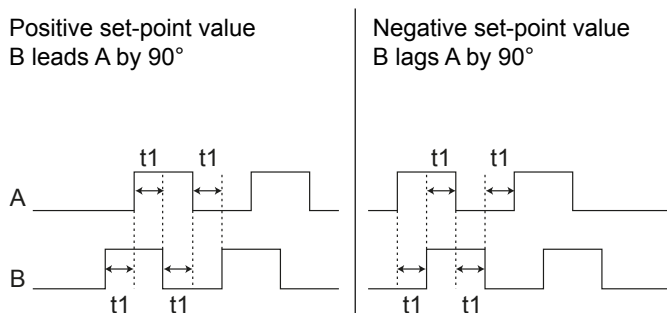 Positive set-point value
B leads A by 90°
t1 t1
A
B
t1 t1
Negative set-point value
B lags A by 90°
t1 t1
t1 t1